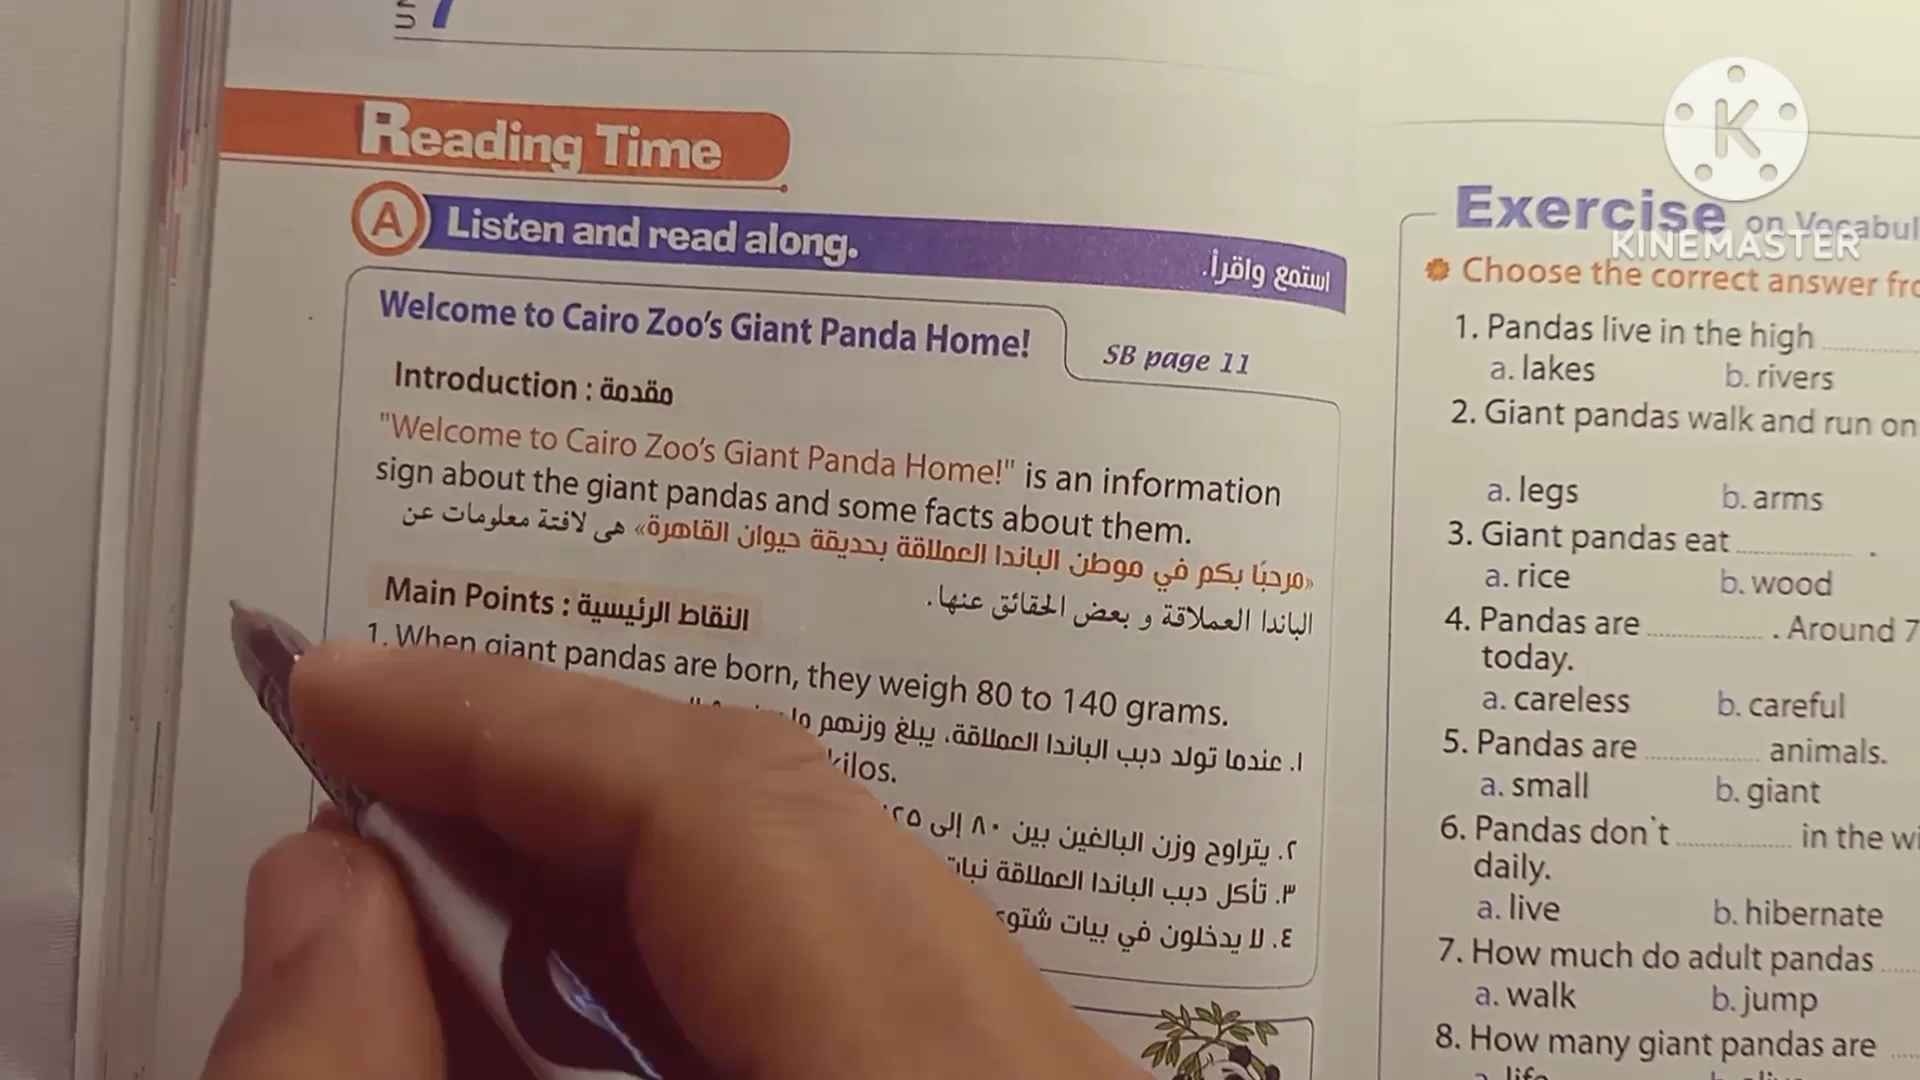 7
Reading Time
A Listen and read along. استمع واقرأ.
Welcome to Cairo Zoo's Giant Panda Home!
SB page 11
Introduction : مقدمة
"Welcome to Cairo Zoo's Giant Panda Home!" is an information
sign about the giant pandas and some facts about them.
«مرحبًا بكم في موطن الباندا العملاقة بحديقة حيوان القاهرة» هى لافتة معلومات عن
الباندا العملاقة و بعض الحقائق عنها.
Main Points : النقاط الرئيسية
1. When giant pandas are born, they weigh 80 to 140 grams.
١. عندما تولد دبب الباندا العملاقة، يبلغ وزنهم
kilos.
٢. يتراوح وزن البالغين بين ٨٠ إلى
٣. تأكل دبب الباندا العملاقة
٤. لا يدخلون في بيات
Exercise on
Choose the correct answer
1. Pandas live in the high
a. lakes b. rivers
2. Giant pandas walk and run on
a. legs b. arms
3. Giant pandas eat .
a. rice b. wood
4. Pandas are . Around
today.
a. careless b. careful
5. Pandas are animals.
a. small b. giant
6. Pandas don't in the
daily.
a. live b. hibernate
7. How much do adult pandas
a. walk b. jump
8. How many giant pandas are
K
KINEMASTER